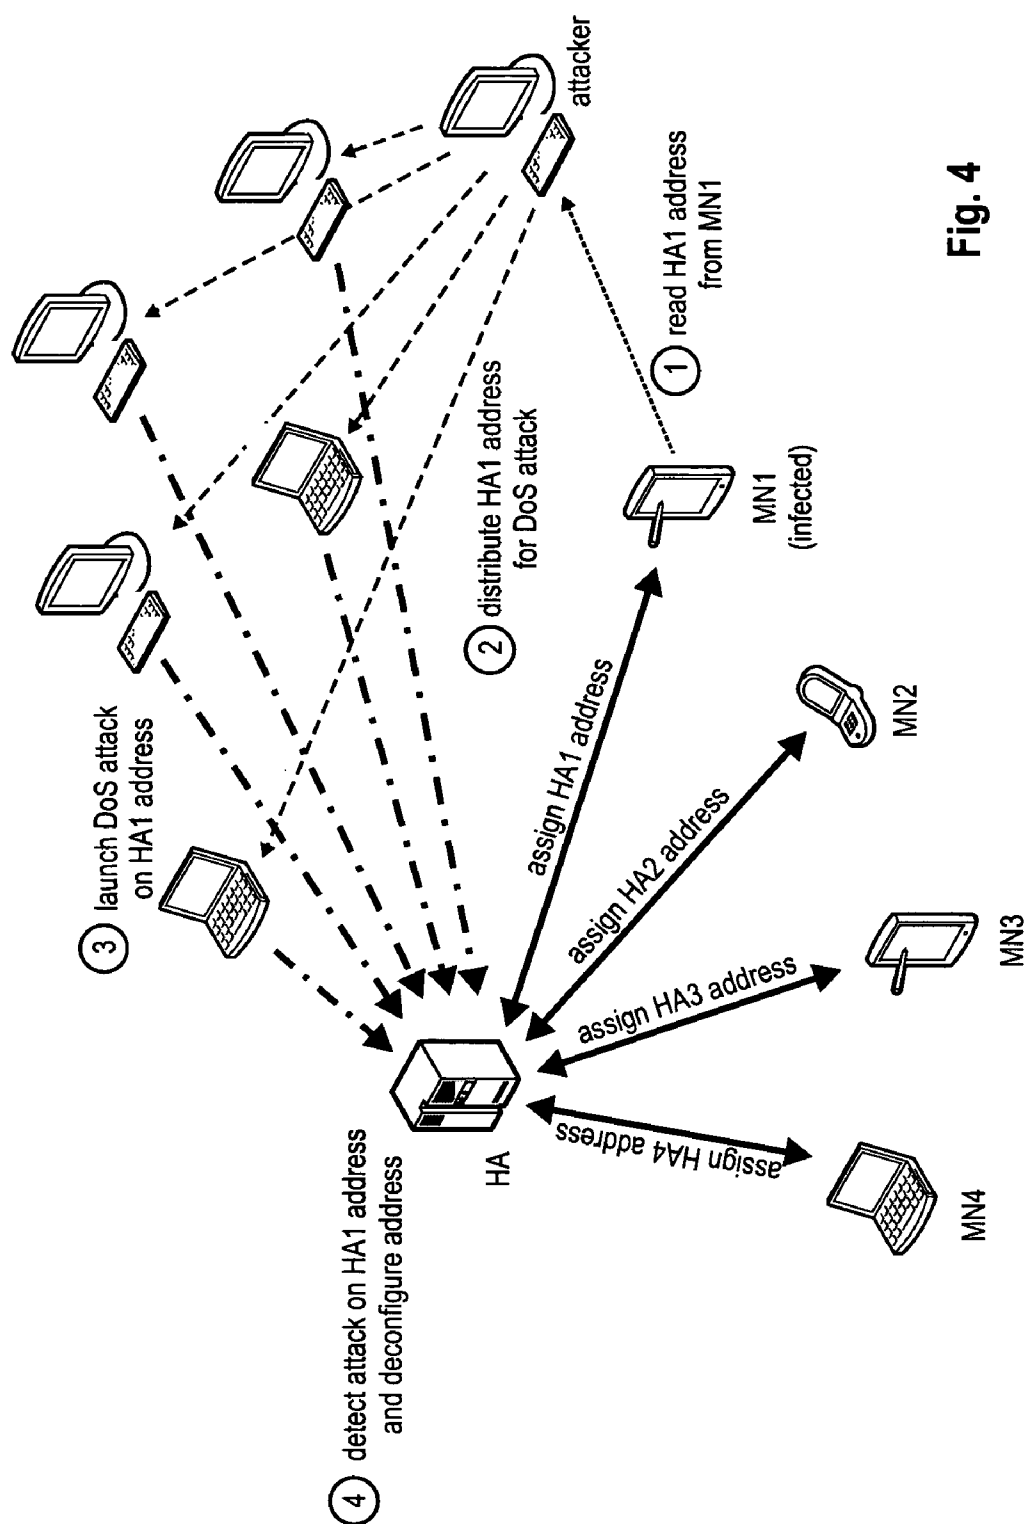 4
detect attack on HA1 address
and deconfigure address
3
launch DoS attack
on HA1 address
2
distribute HA1 address
for DoS attack
1
read HA1 address
from MN1
attacker
HA
assign HA1 address
assign HA2 address
assign HA3 address
assign HA4 address
MN1
(infected)
MN2
MN3
MN4
Fig. 4